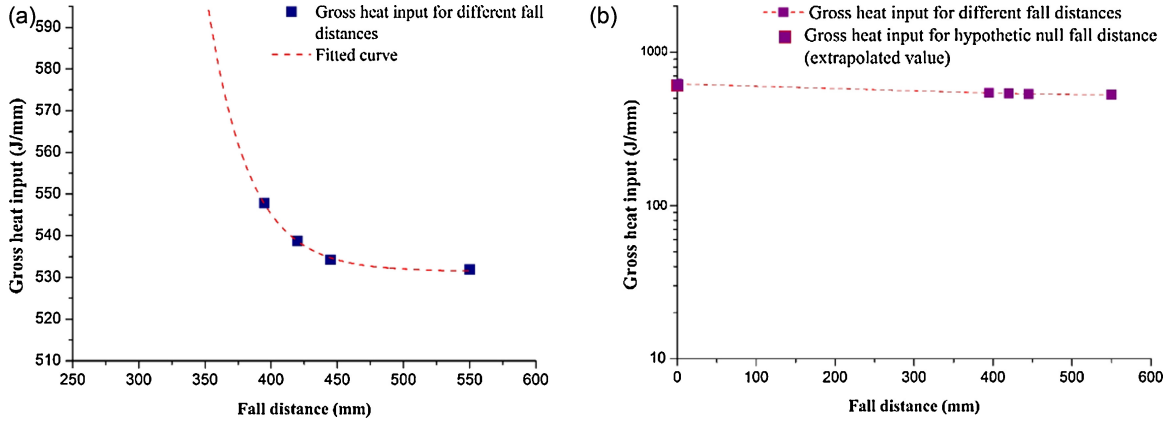 (a)
590
580
570
560
550
540
530
520
510
Gross heat input (J/mm)
250 300 350 400 450 500 550 600
Fall distance (mm)
Gross heat input for different fall
distances
Fitted curve
(b)
1000
100
10
Gross heat input (J/mm)
0 100 200 300 400 500 600
Fall distance (mm)
Gross heat input for different fall distances
Gross heat input for hypothetic null fall distance
(extrapolated value)